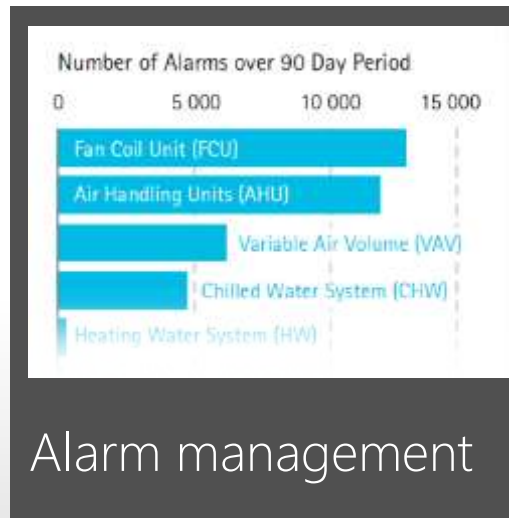 Number of Alarms over 90 Day Period
0 5 000 10 000 15 000
Fan Coil Unit (FCU)
Air Handling Units (AHU)
Variable Air Volume (VAV)
Chilled Water System (CHW)
Heating Water System (HW)
Alarm management